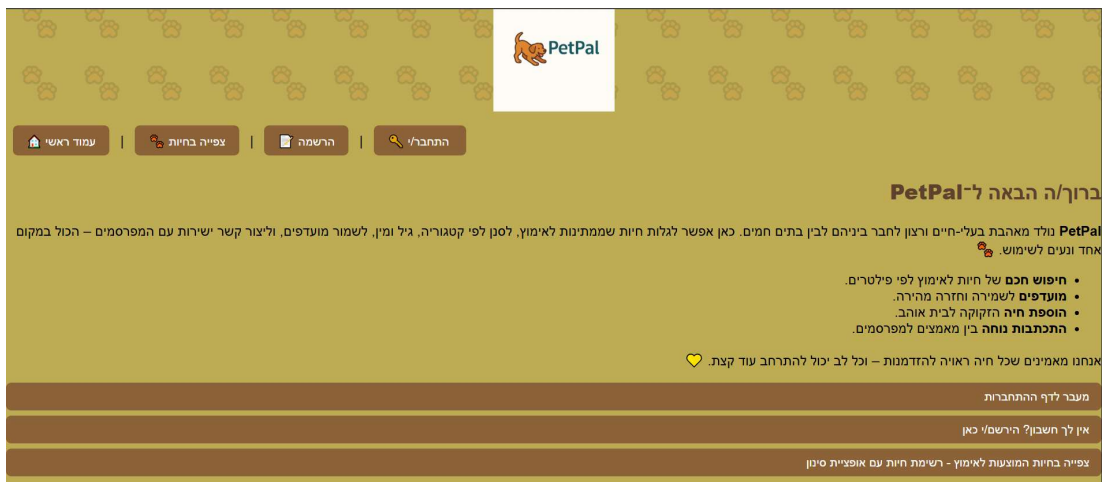 PetPal
עמוד ראשי 🏠 | צפייה בחיות 🐾 | הרשמה 📝 | התחבר/י 🔑
ברוך/ה הבאה ל־PetPal
PetPal נולד מאהבת בעלי-חיים ורצון לחבר ביניהם לבין בתים חמים. כאן אפשר לגלות חיות שממתינות לאימוץ, לסנן לפי קטגוריה, גיל ומין, לשמור מועדפים, וליצור קשר ישירות עם המפרסמים – הכול במקום
אחד ונעים לשימוש. 🐾
• חיפוש חכם של חיות לאימוץ לפי פילטרים.
• מועדפים לשמירה וחזרה מהירה.
• הוספת חיה הזקוקה לבית אוהב.
• התכתבות נוחה בין מאמצים למפרסמים.
אנחנו מאמינים שכל חיה ראויה להזדמנות – וכל לב יכול להתרחב עוד קצת. 💛
מעבר לדף ההתחברות
אין לך חשבון? הירשם/י כאן
צפייה בחיות המוצעות לאימוץ - רשימת חיות עם אופציית סינון